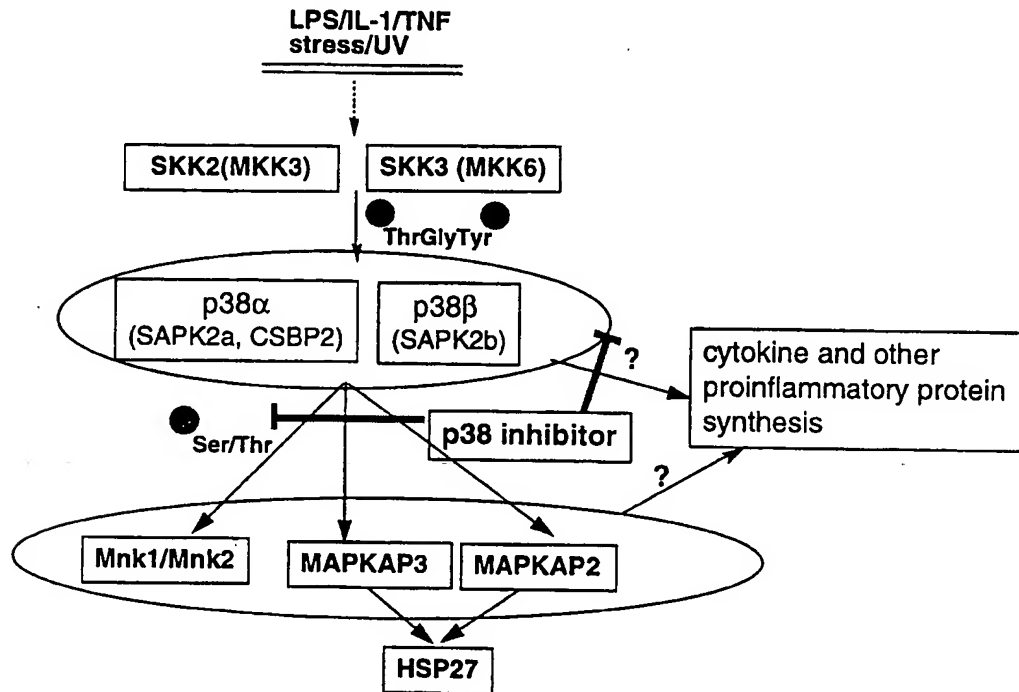 LPS/IL-1/TNF
stress/UV
SKK2(MKK3)
SKK3 (MKK6)
ThrGlyTyr
p38α
(SAPK2a, CSBP2)
p38β
(SAPK2b)
?
cytokine and other
proinflammatory protein
synthesis
Ser/Thr
p38 inhibitor
?
Mnk1/Mnk2
MAPKAP3
MAPKAP2
HSP27